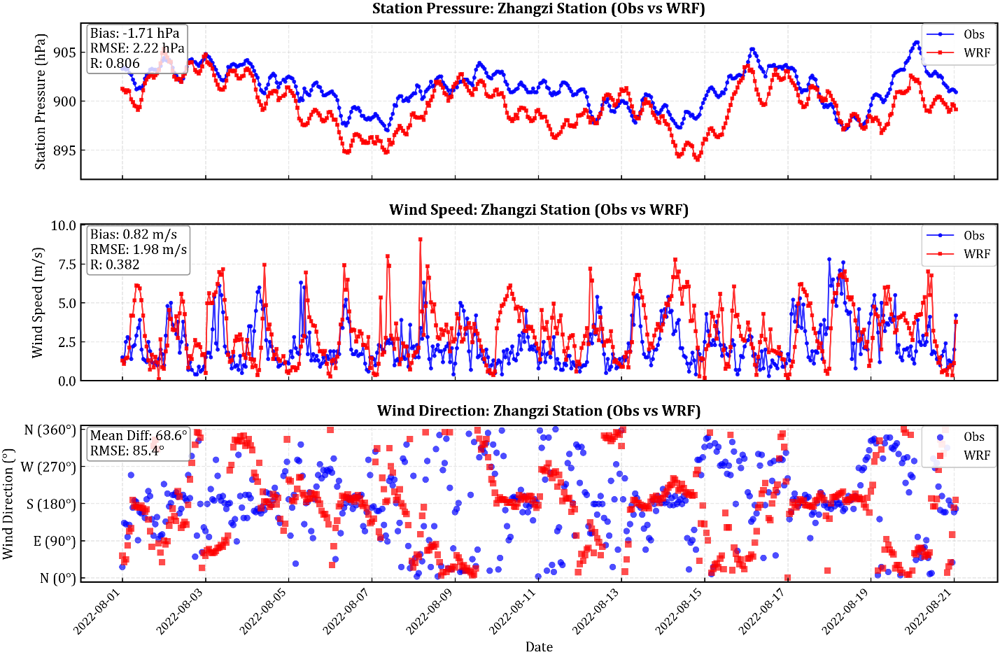 Station Pressure: Zhangzi Station (Obs vs WRF)
Station Pressure (hPa)
905
900
895
Bias: -1.71 hPa
RMSE: 2.22 hPa
R: 0.806
Obs
WRF
Wind Speed: Zhangzi Station (Obs vs WRF)
Wind Speed (m/s)
10.0
7.5
5.0
2.5
0.0
Bias: 0.82 m/s
RMSE: 1.98 m/s
R: 0.382
Obs
WRF
Wind Direction: Zhangzi Station (Obs vs WRF)
Wind Direction (°)
N (360°)
W (270°)
S (180°)
E (90°)
N (0°)
Mean Diff: 68.6°
RMSE: 85.4°
Obs
WRF
2022-08-01
2022-08-03
2022-08-05
2022-08-07
2022-08-09
2022-08-11
2022-08-13
2022-08-15
2022-08-17
2022-08-19
2022-08-21
Date